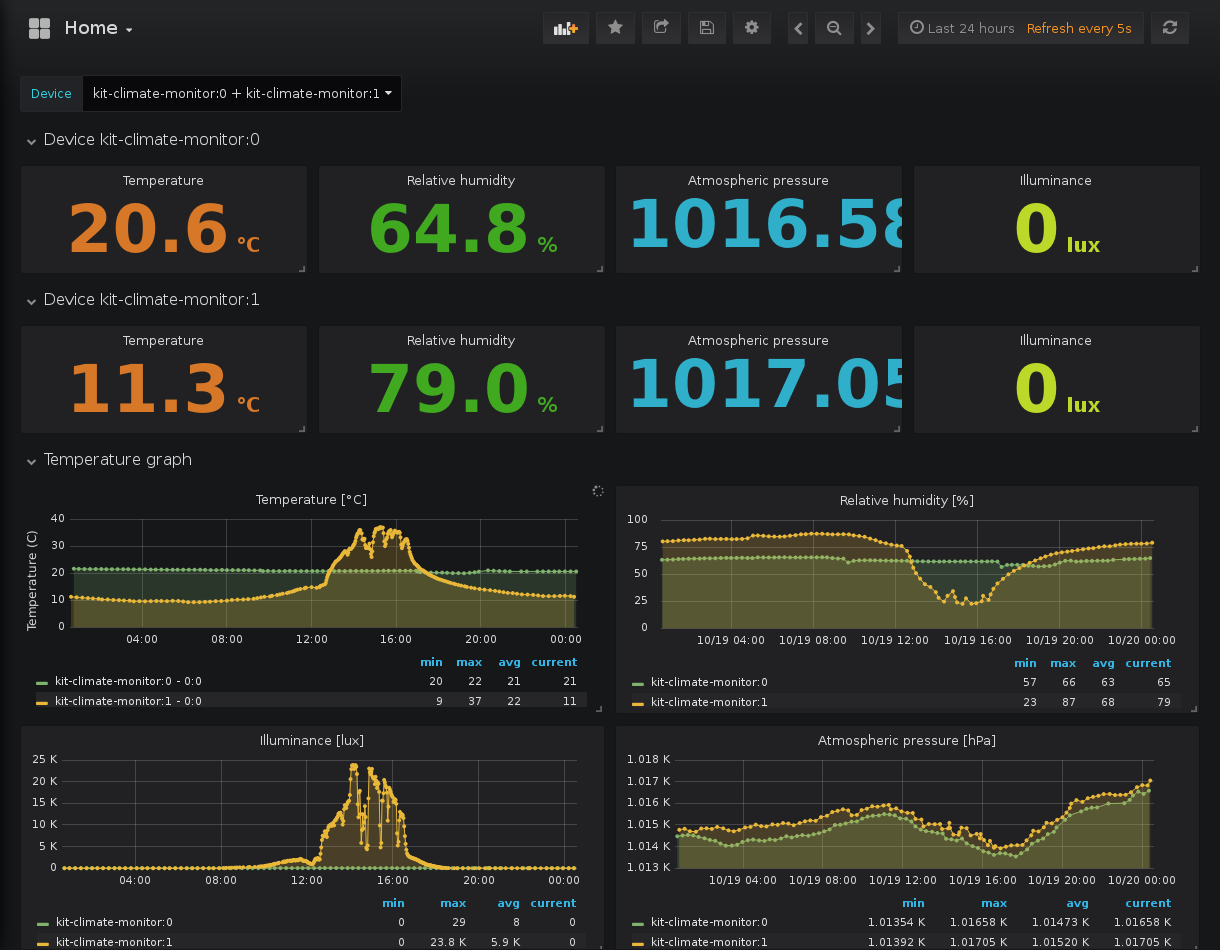 Home
Last 24 hours Refresh every 5s
Device kit-climate-monitor:0 + kit-climate-monitor:1
Device kit-climate-monitor:0
Temperature Relative humidity Atmospheric pressure Illuminance
20.6 °C 64.8 % 1016.58 0 lux
Device kit-climate-monitor:1
Temperature Relative humidity Atmospheric pressure Illuminance
11.3 °C 79.0 % 1017.05 0 lux
Temperature graph
Temperature [°C]
Temperature (C)
40
30
20
10
0
04:00 08:00 12:00 16:00 20:00 00:00
min max avg current
kit-climate-monitor:0 - 0:0 20 22 21 21
kit-climate-monitor:1 - 0:0 9 37 22 11
Relative humidity [%]
100
75
50
25
0
10/19 04:00 10/19 08:00 10/19 12:00 10/19 16:00 10/19 20:00 10/20 00:00
min max avg current
kit-climate-monitor:0 57 66 63 65
kit-climate-monitor:1 23 87 68 79
Illuminance [lux]
25 K
20 K
15 K
10 K
5 K
0
04:00 08:00 12:00 16:00 20:00 00:00
min max avg current
kit-climate-monitor:0 0 29 8 0
kit-climate-monitor:1 0 23.8 K 5.9 K 0
Atmospheric pressure [hPa]
1.018 K
1.017 K
1.016 K
1.015 K
1.014 K
1.013 K
10/19 04:00 10/19 08:00 10/19 12:00 10/19 16:00 10/19 20:00 10/20 00:00
min max avg current
kit-climate-monitor:0 1.01354 K 1.01658 K 1.01473 K 1.01658 K
kit-climate-monitor:1 1.01392 K 1.01705 K 1.01520 K 1.01705 K